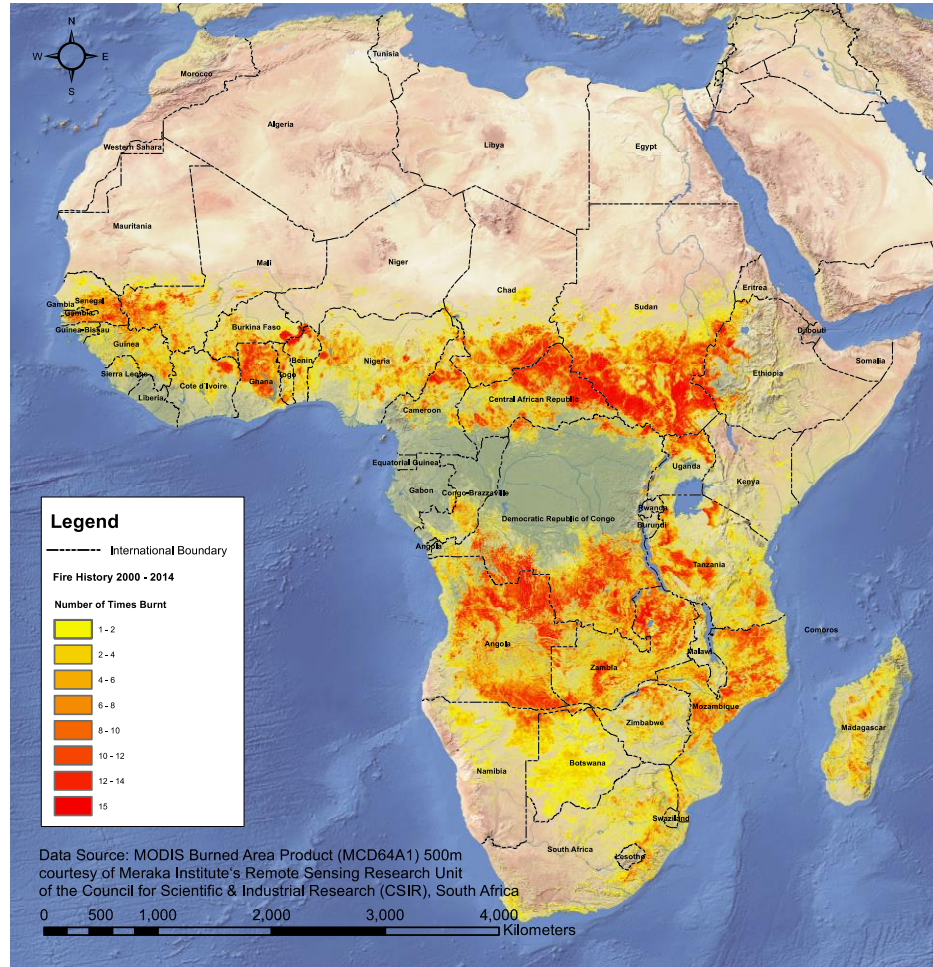 N
W E
S
Tunisia
Morocco
Algeria
Libya
Egypt
Western Sahara
Mauritania
Mali
Niger
Chad
Sudan
Eritrea
Senegal
Gambia
Gambia
Guinea-Bissau
Guinea
Burkina Faso
Djibouti
Nigeria
Benin
Togo
Somalia
Ethiopia
Sierra Leone
Cote d'Ivoire
Ghana
Liberia
Central African Republic
Cameroon
Equatorial Guinea
Uganda
Kenya
Gabon
Congo-Brazzaville
Rwanda
Democratic Republic of Congo
Burundi
Angola
Tanzania
Comoros
Angola
Malawi
Zambia
Mozambique
Zimbabwe
Madagascar
Namibia
Botswana
Swaziland
South Africa
Lesotho
Legend
International Boundary
Fire History 2000 - 2014
Number of Times Burnt
1 - 2
2 - 4
4 - 6
6 - 8
8 - 10
10 - 12
12 - 14
15
Data Source: MODIS Burned Area Product (MCD64A1) 500m
courtesy of Meraka Institute's Remote Sensing Research Unit
of the Council for Scientific & Industrial Research (CSIR), South Africa
0 500 1,000 2,000 3,000 4,000
Kilometers